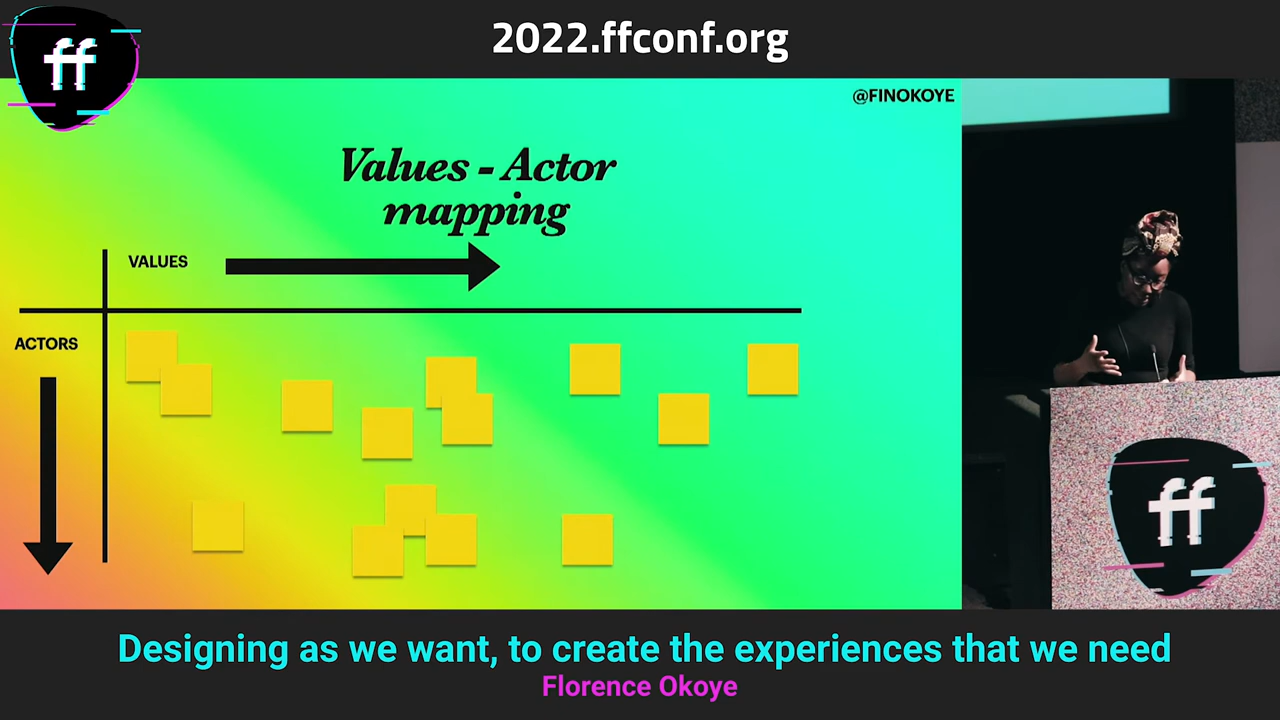 2022.ffconf.org
ff
@FINOKOYE
Values - Actor
mapping
VALUES
ACTORS
ff
Designing as we want, to create the experiences that we need
Florence Okoye